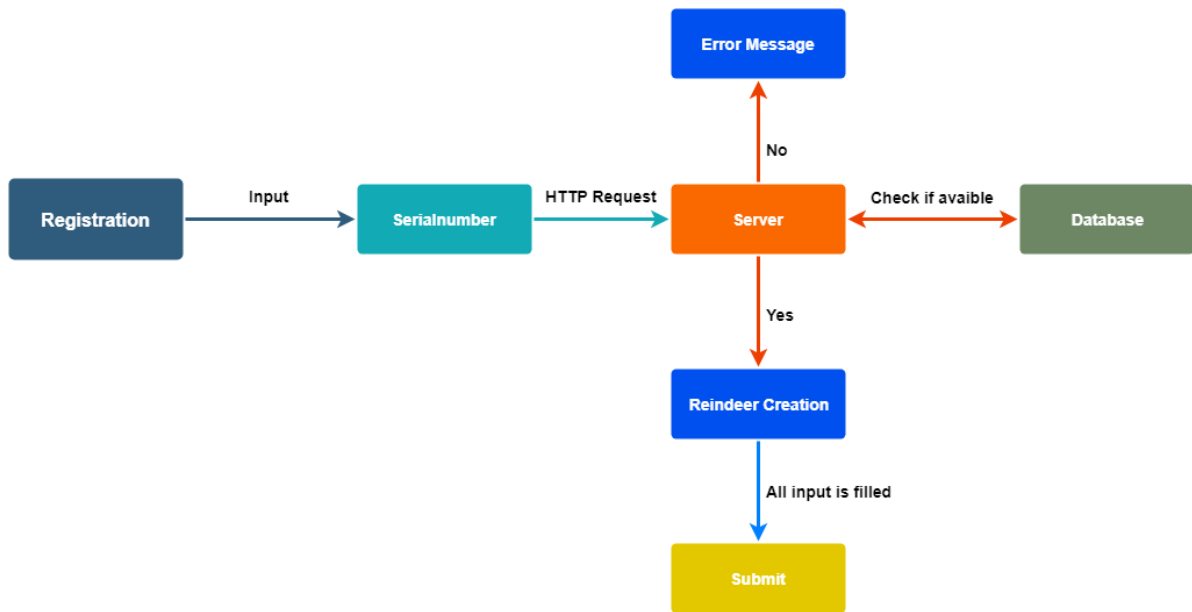 Error Message
No
Registration
Input
Serialnumber
HTTP Request
Server
Check if avaible
Database
Yes
Reindeer Creation
All input is filled
Submit